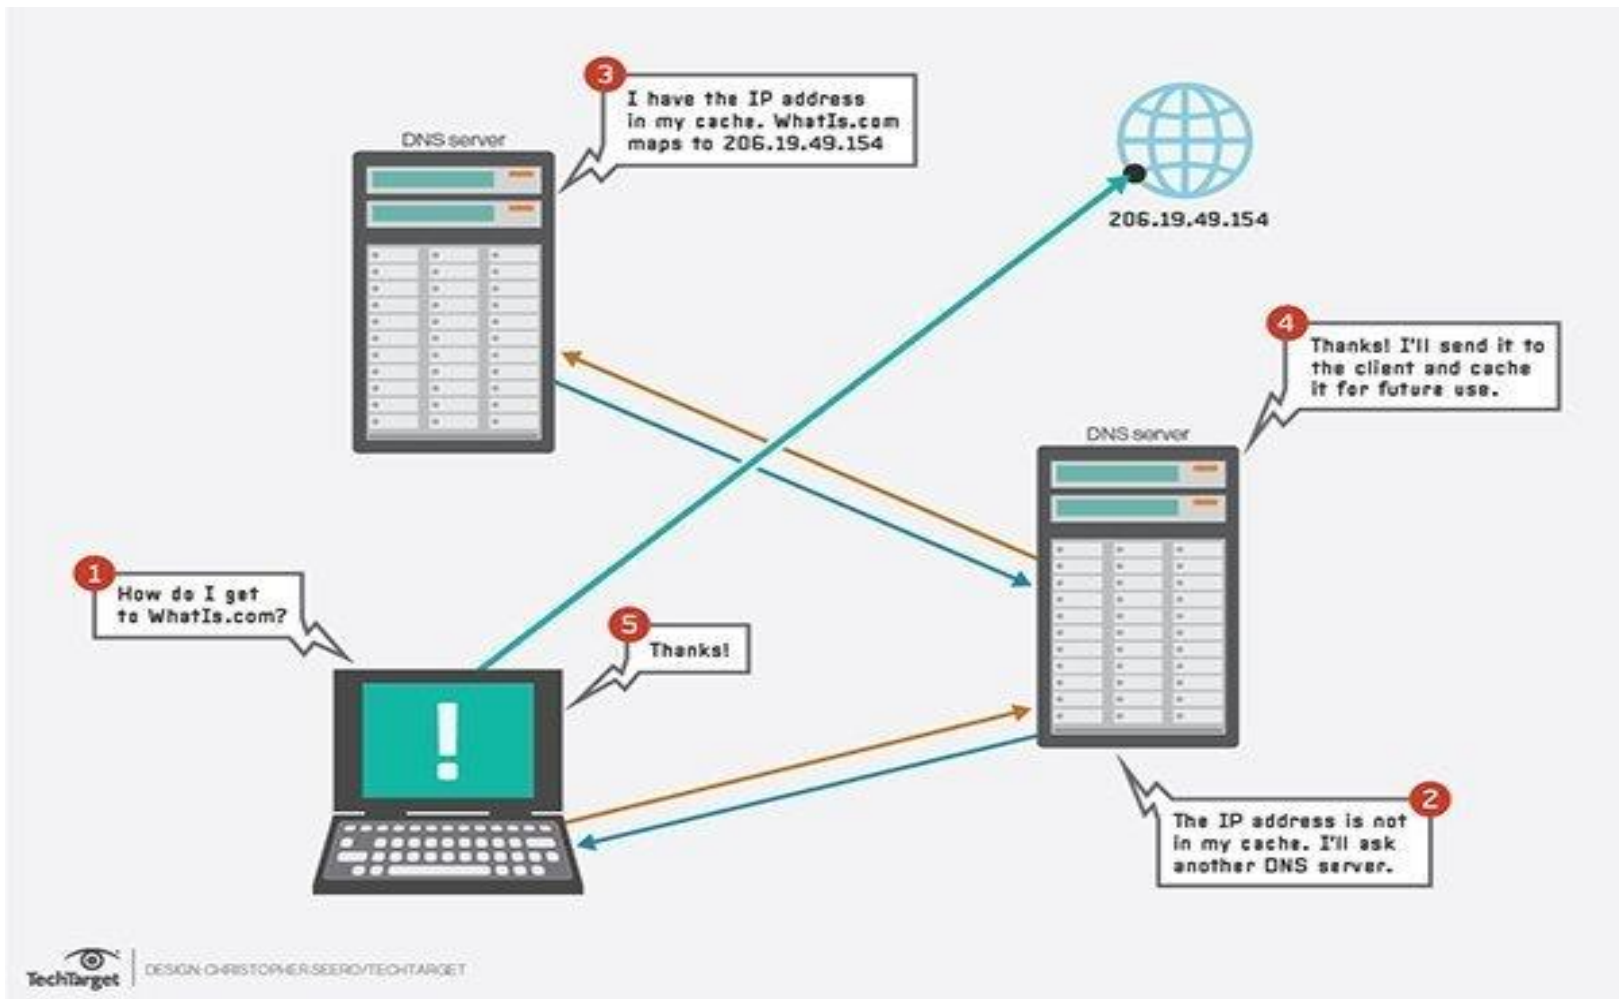 3
I have the IP address
in my cache. WhatIs.com
maps to 206.19.49.154
DNS server
206.19.49.154
4
Thanks! I'll send it to
the client and cache
it for future use.
DNS server
1
How do I get
to WhatIs.com?
5
Thanks!
!
2
The IP address is not
in my cache. I'll ask
another DNS server.
TechTarget
DESIGN: CHRISTOPHER SEERO/TECHTARGET